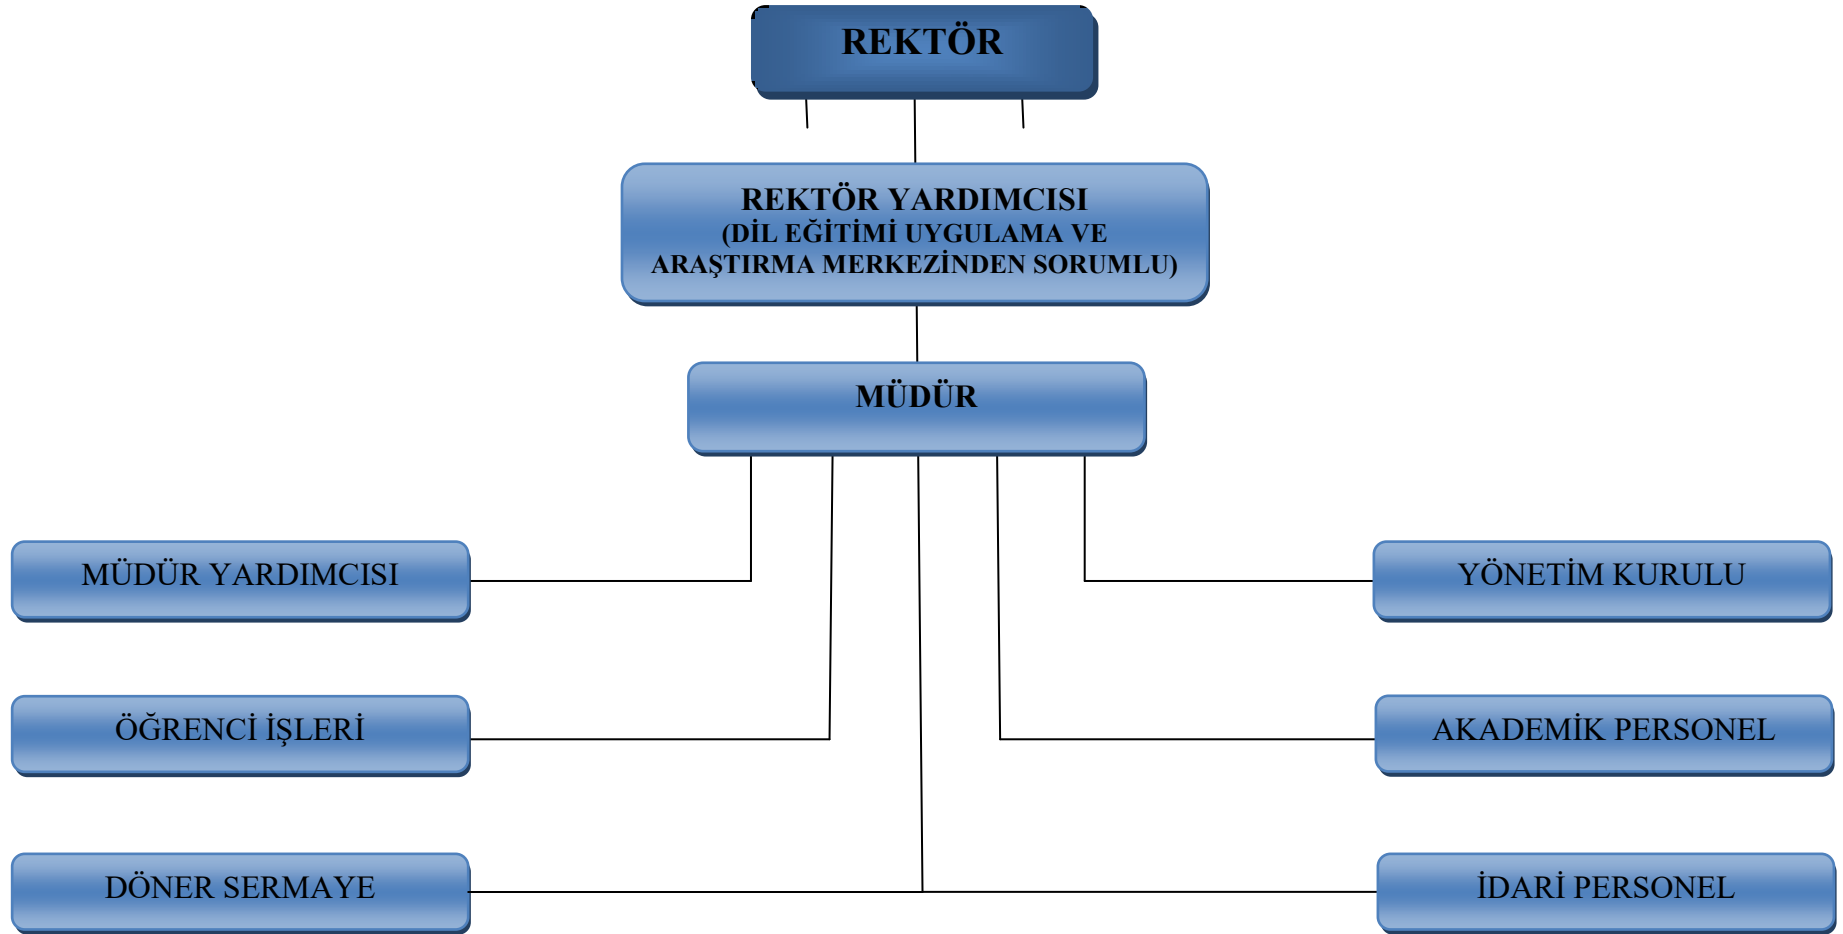 REKTÖR
REKTÖR YARDIMCISI
(DİL EĞİTİMİ UYGULAMA VE
ARAŞTIRMA MERKEZİNDEN SORUMLU)
MÜDÜR
MÜDÜR YARDIMCISI
YÖNETİM KURULU
ÖĞRENCİ İŞLERİ
AKADEMİK PERSONEL
DÖNER SERMAYE
İDARİ PERSONEL